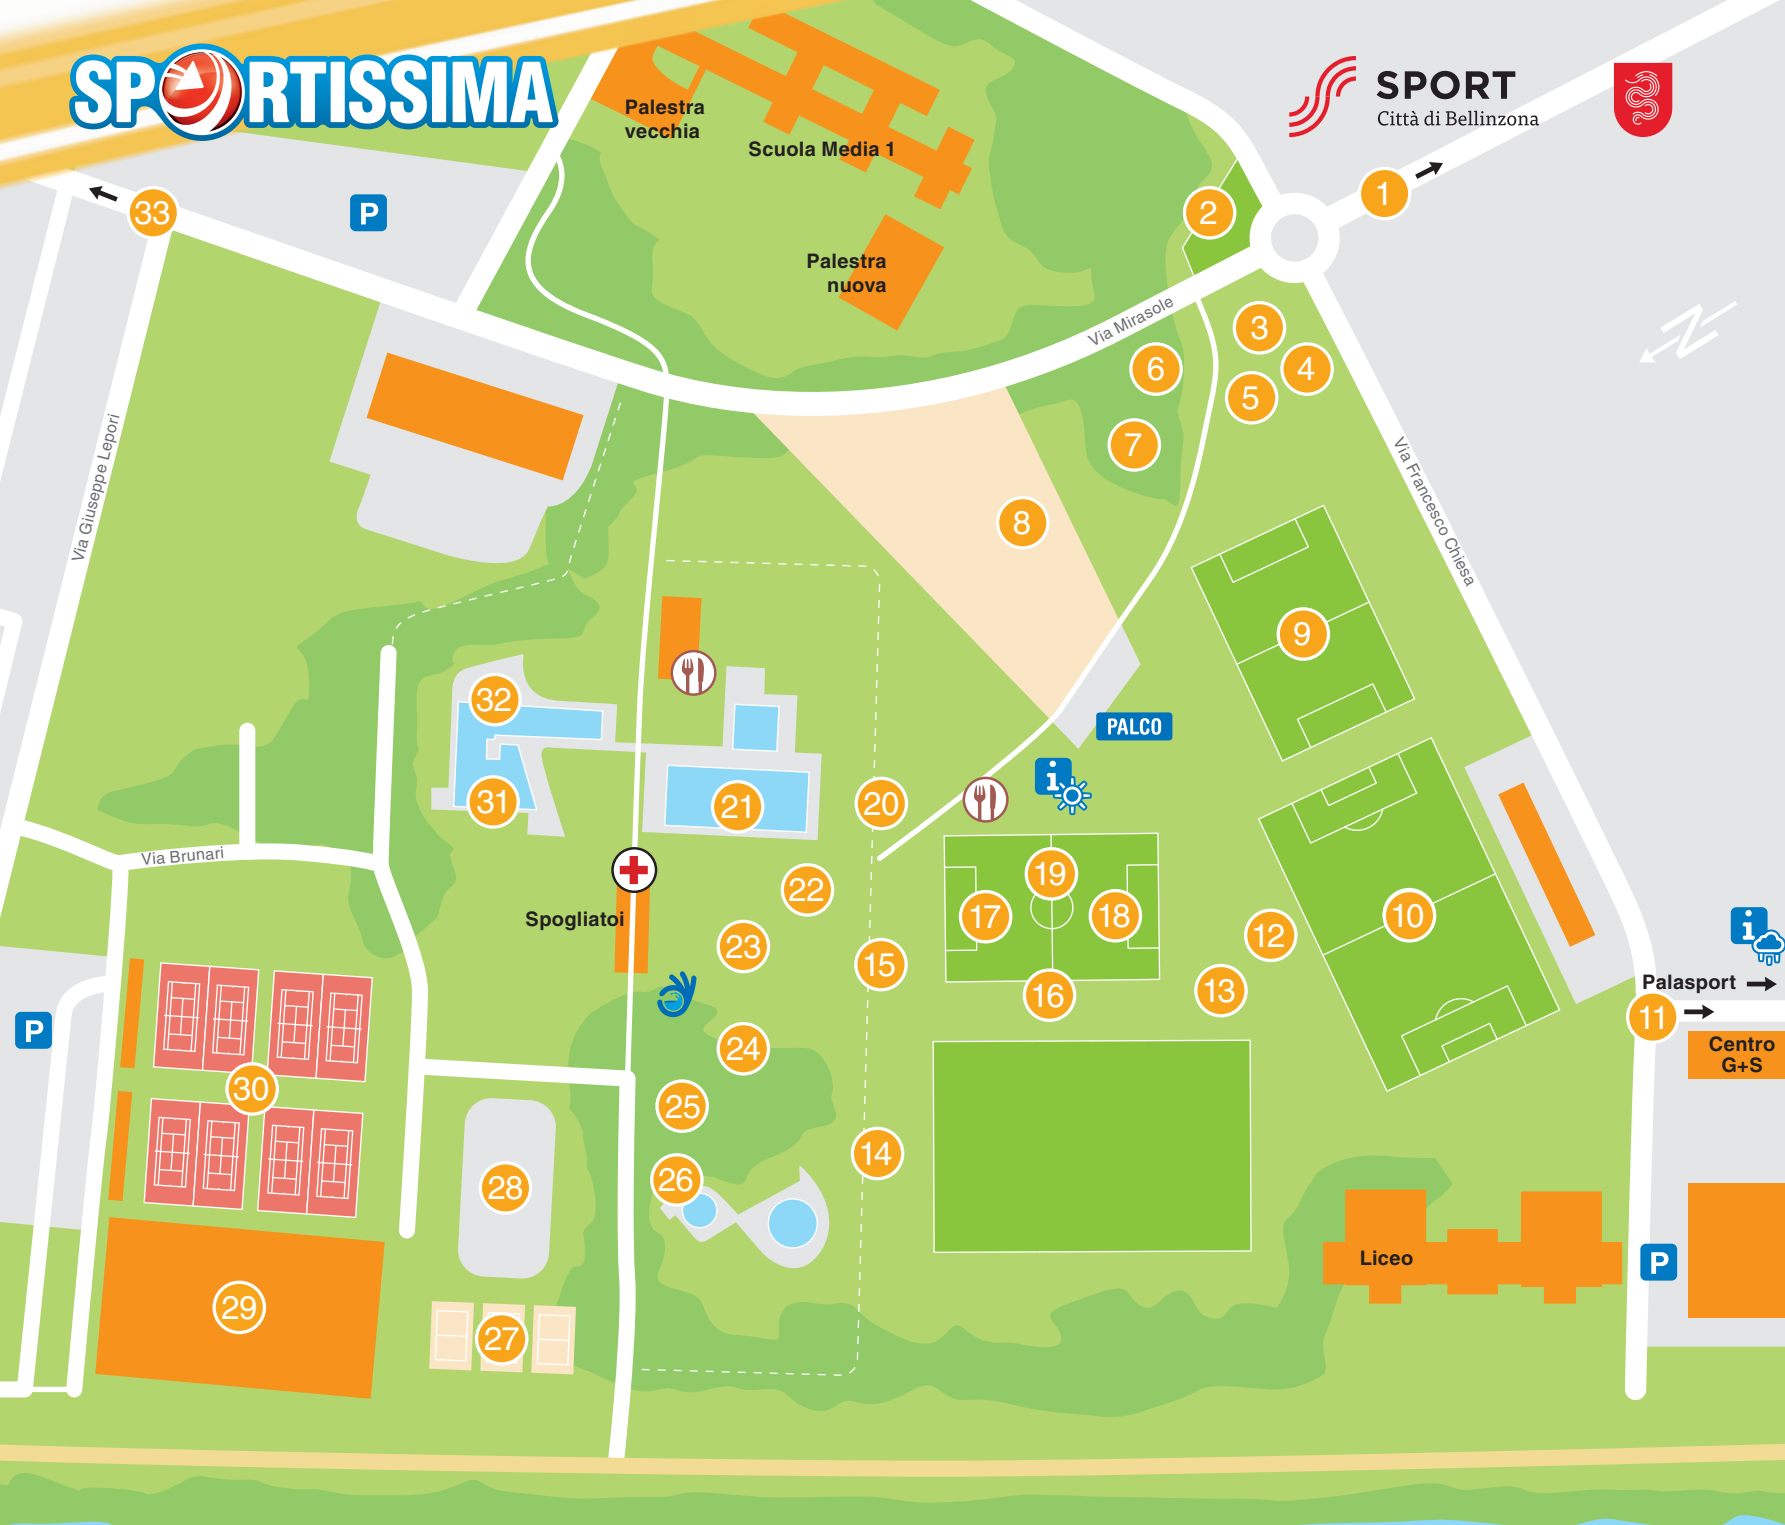 SPORTISSIMA
SPORT
Città di Bellinzona
Palestra
vecchia
Scuola Media 1
33
P
2
1
Palestra
nuova
Via Mirasole
3
6
4
5
7
Via Giuseppe Lepori
Via Francesco Chiesa
8
9
32
PALCO
i
31
21
20
Via Brunari
19
22
17
18
10
Spogliatoi
12
i
23
15
Palasport
13
16
11
P
24
Centro
G+S
30
25
14
26
28
Liceo
P
29
27